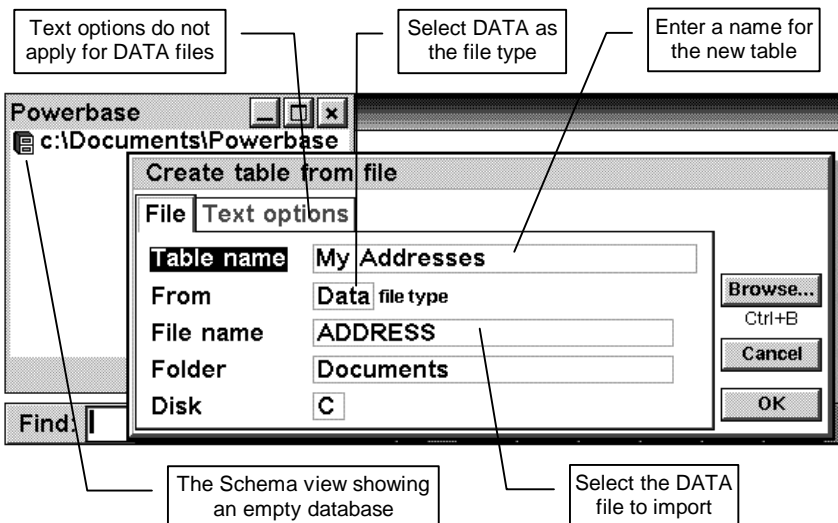 Text options do not
apply for DATA files
Select DATA as
the file type
Enter a name for
the new table
Powerbase
c:\Documents\Powerbase
Create table from file
File Text options
Table name My Addresses
From Data file type
File name ADDRESS
Folder Documents
Disk C
Browse...
Ctrl+B
Cancel
OK
Find:
The Schema view showing
an empty database
Select the DATA
file to import